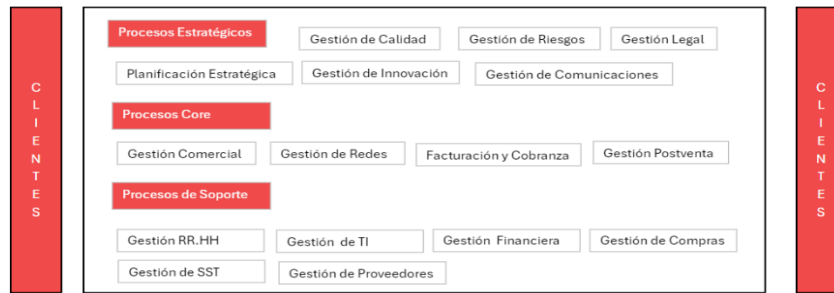 CLIENTES
Procesos Estratégicos
Gestión de Calidad
Gestión de Riesgos
Gestión Legal
Planificación Estratégica
Gestión de Innovación
Gestión de Comunicaciones
Procesos Core
Gestión Comercial
Gestión de Redes
Facturación y Cobranza
Gestión Postventa
Procesos de Soporte
Gestión RR.HH
Gestión de TI
Gestión Financiera
Gestión de Compras
Gestión de SST
Gestión de Proveedores
CLIENTES